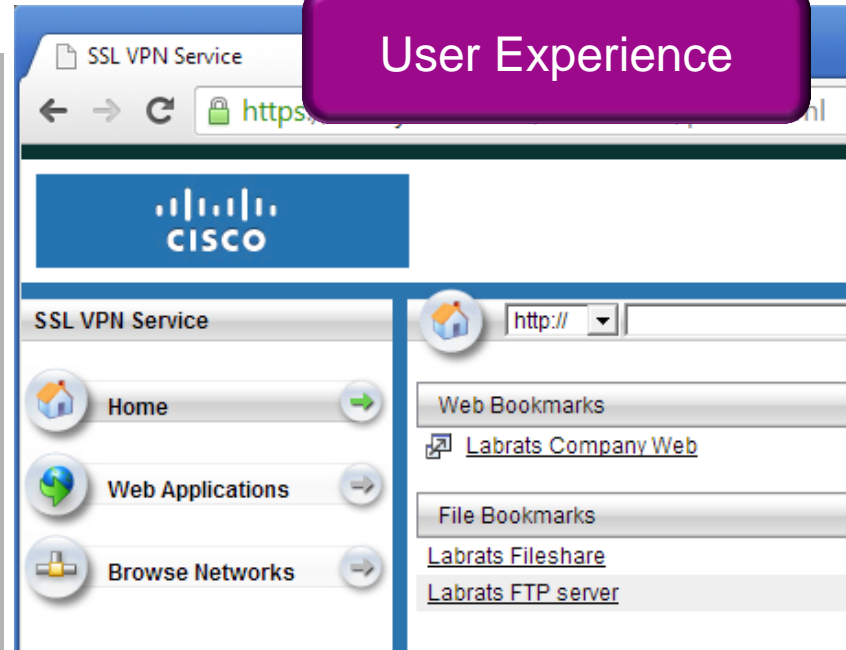 User Experience
SSL VPN Service
https:
CISCO
SSL VPN Service
http://
Home
Web Applications
Browse Networks
Web Bookmarks
Labrats Company Web
File Bookmarks
Labrats Fileshare
Labrats FTP server